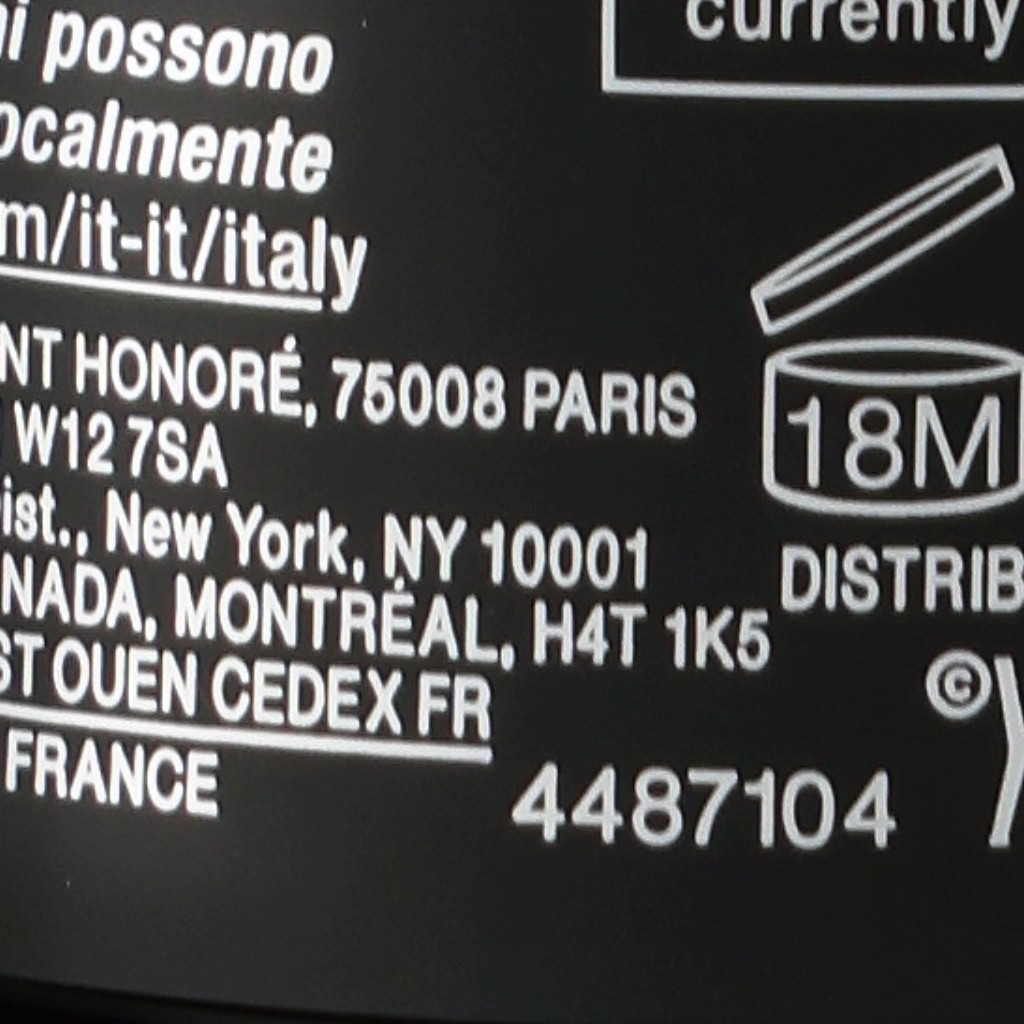 possono
currently
ocalmente
m/it-it/italy
NT HONORÉ, 75008 PARIS
W12 7SA
18M
ist., New York, NY 10001
NADA, MONTRÉAL, H4T 1K5
DISTRIB
ST OUEN CEDEX FR
©
FRANCE
4487104